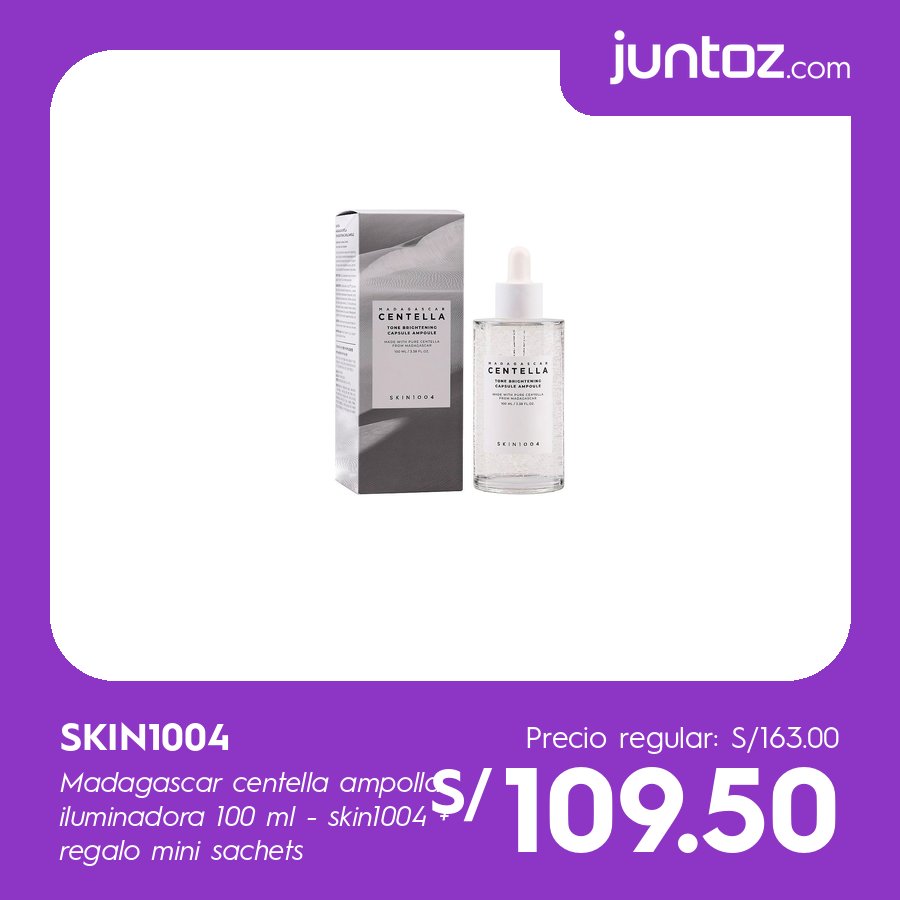 juntoz.com
MADAGASCAR
CENTELLA
TONE BRIGHTENING
CAPSULE AMPOULE
MADE WITH PURE CENTELLA
FROM MADAGASCAR
100 ML / 3.38 FL.OZ.
SKIN1004
MADAGASCAR
CENTELLA
TONE BRIGHTENING
CAPSULE AMPOULE
MADE WITH PURE CENTELLA
FROM MADAGASCAR
100 ML / 3.38 FL.OZ.
SKIN1004
SKIN1004
Madagascar centella ampolla
iluminadora 100 ml - skin1004 +
regalo mini sachets
Precio regular: S/163.00
S/109.50